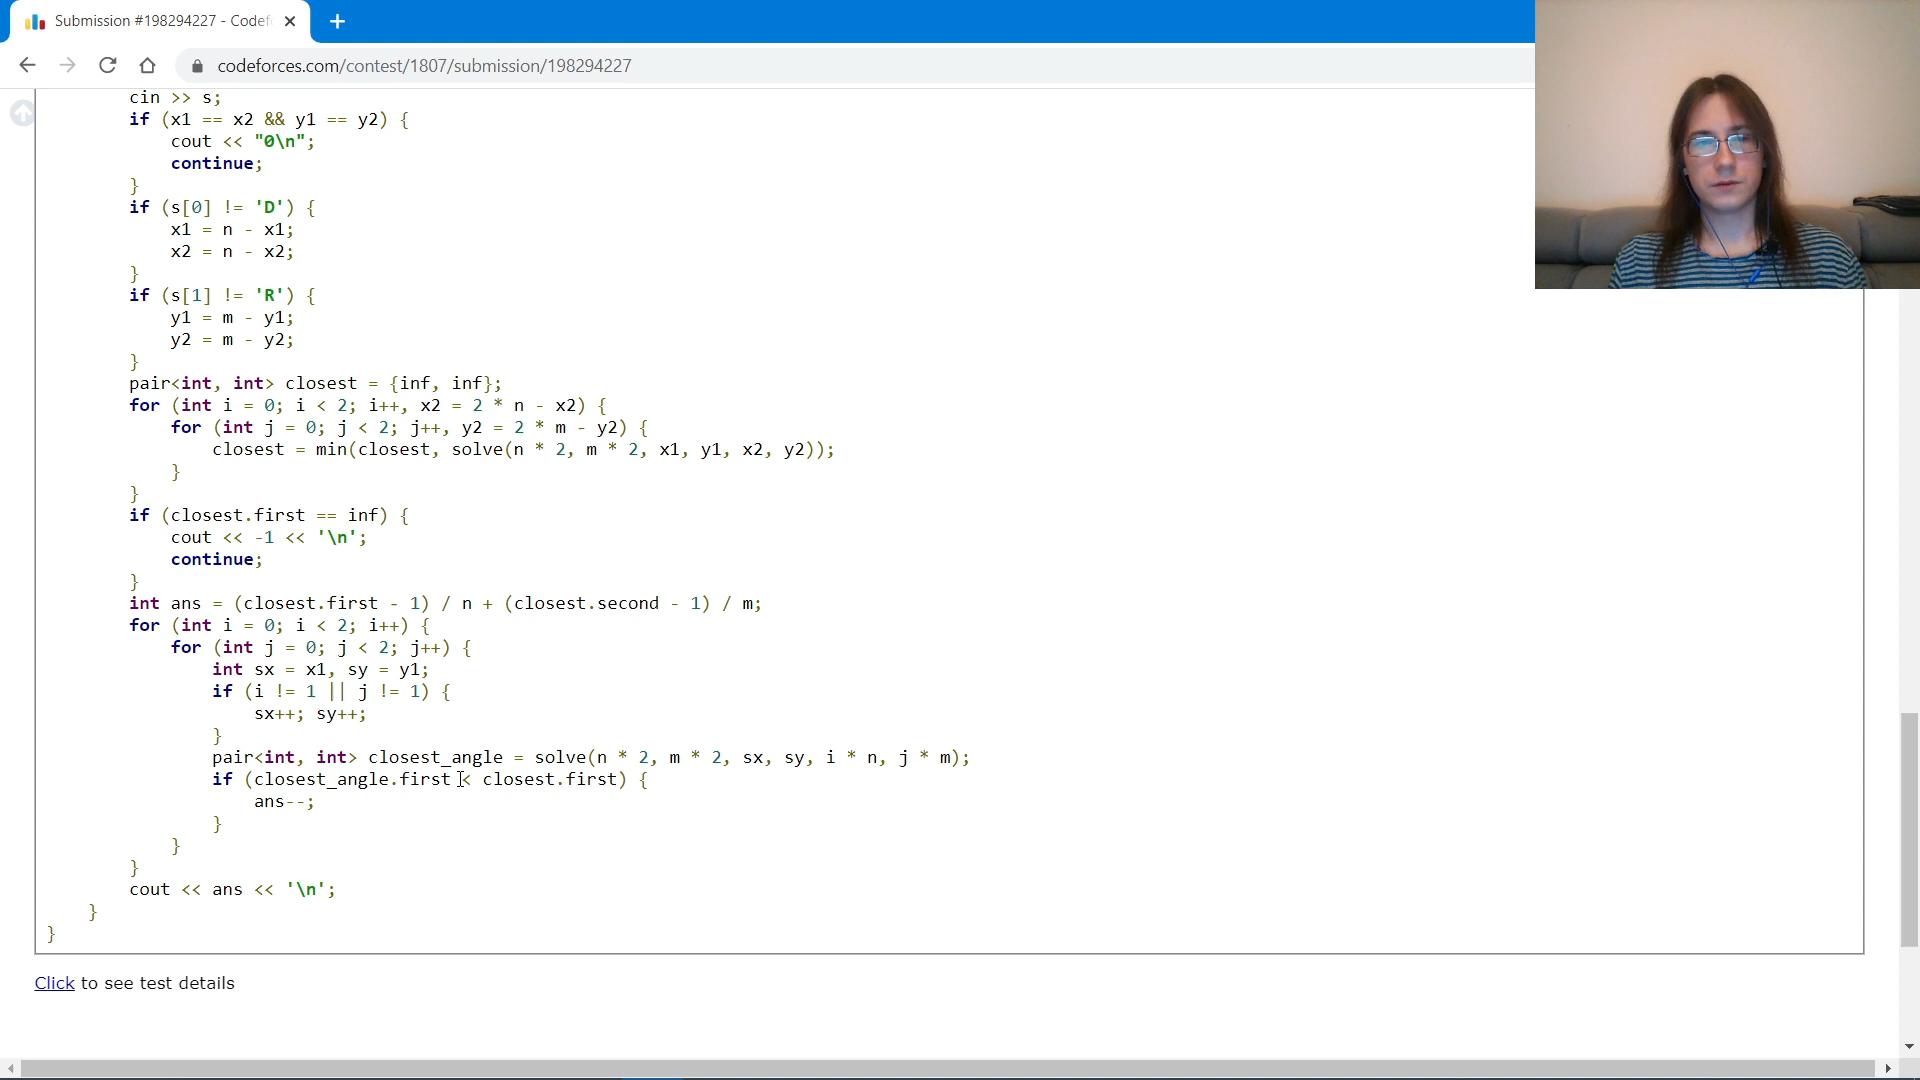 Submission #198294227 - Codef
codeforces.com/contest/1807/submission/198294227
cin >> s;
if (x1 == x2 && y1 == y2) {
cout << "0\n";
continue;
}
if (s[0] != 'D') {
x1 = n - x1;
x2 = n - x2;
}
if (s[1] != 'R') {
y1 = m - y1;
y2 = m - y2;
}
pair<int, int> closest = {inf, inf};
for (int i = 0; i < 2; i++, x2 = 2 * n - x2) {
for (int j = 0; j < 2; j++, y2 = 2 * m - y2) {
closest = min(closest, solve(n * 2, m * 2, x1, y1, x2, y2));
}
}
if (closest.first == inf) {
cout << -1 << '\n';
continue;
}
int ans = (closest.first - 1) / n + (closest.second - 1) / m;
for (int i = 0; i < 2; i++) {
for (int j = 0; j < 2; j++) {
int sx = x1, sy = y1;
if (i != 1 || j != 1) {
sx++; sy++;
}
pair<int, int> closest_angle = solve(n * 2, m * 2, sx, sy, i * n, j * m);
if (closest_angle.first < closest.first) {
ans--;
}
}
}
cout << ans << '\n';
}
}
Click to see test details